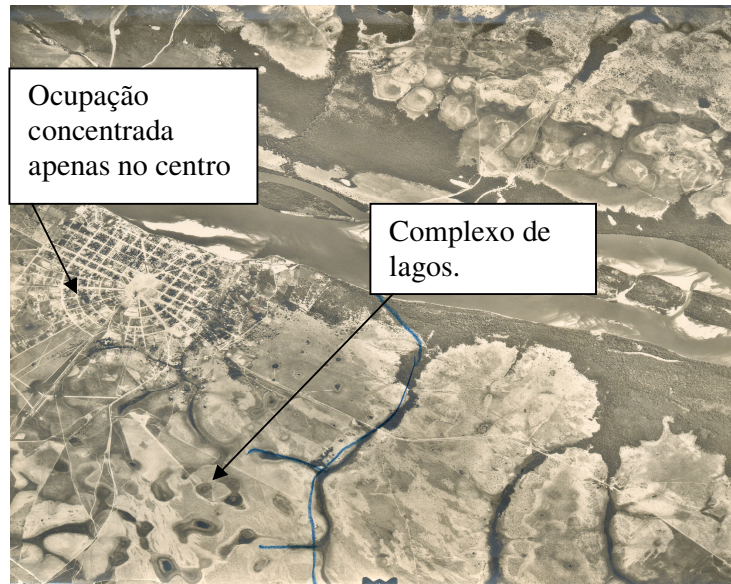 Ocupação
concentrada
apenas no centro
Complexo de
lagos.